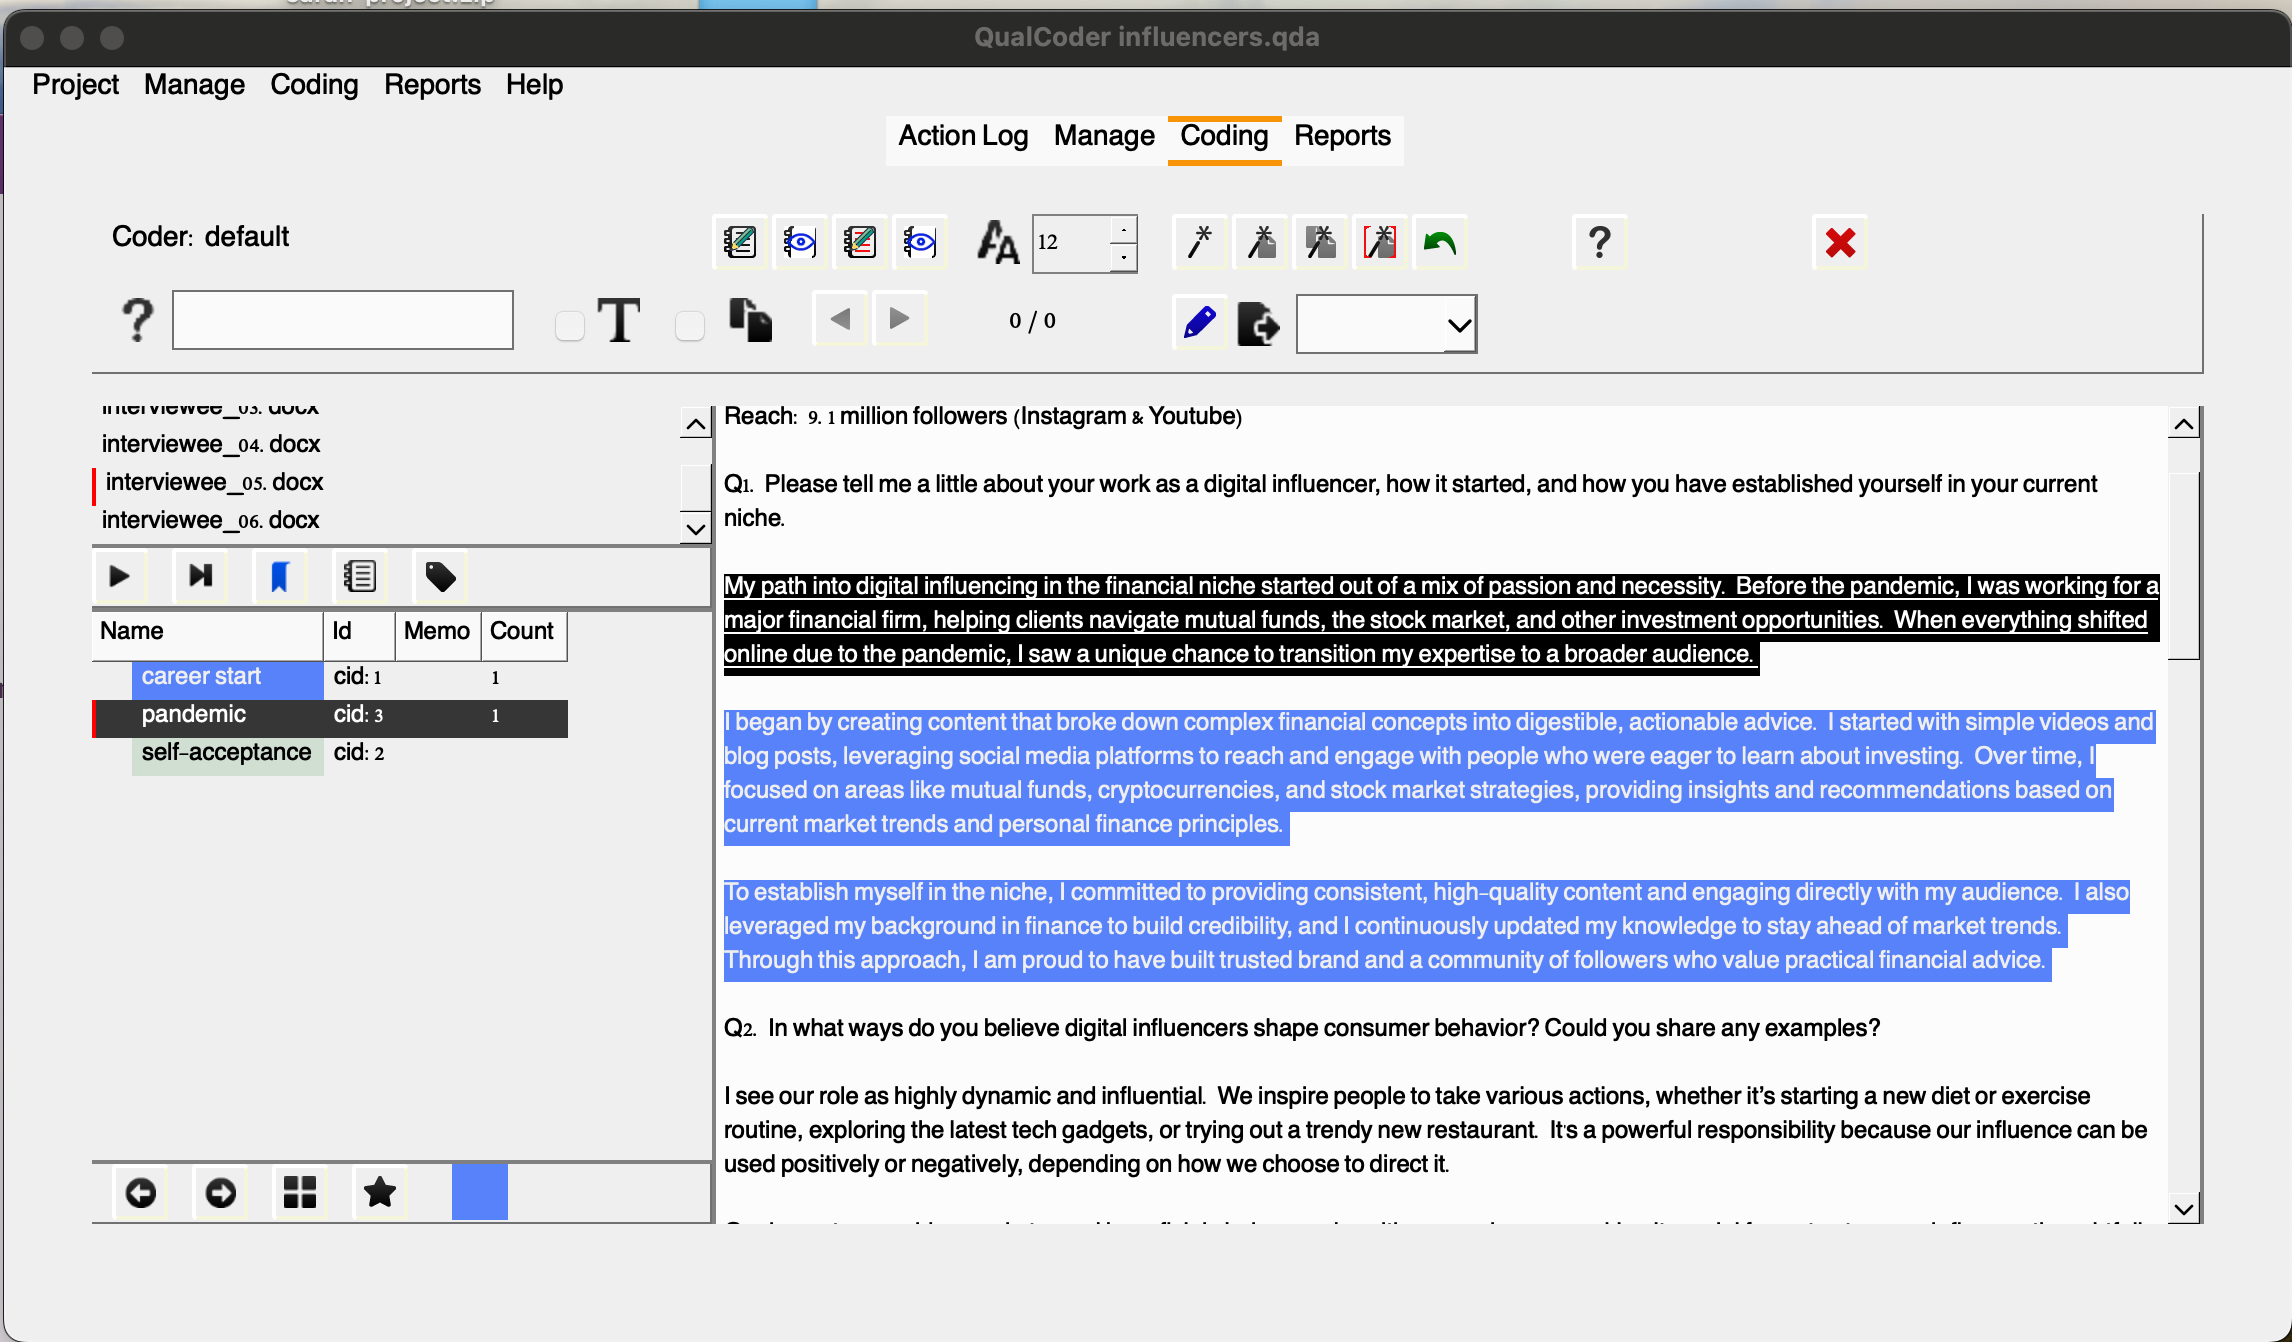 QualCoder influencers.qda
Project Manage Coding Reports Help
Action Log Manage Coding Reports
Coder: default
12
0 / 0
interviewee_03. docx
interviewee_04. docx
interviewee_05. docx
interviewee_06. docx
Name Id Memo Count
career start cid: 1 1
pandemic cid: 3 1
self-acceptance cid: 2
Reach: 9. 1 million followers (Instagram & Youtube)
Q1. Please tell me a little about your work as a digital influencer, how it started, and how you have established yourself in your current
niche.
My path into digital influencing in the financial niche started out of a mix of passion and necessity. Before the pandemic, I was working for a
major financial firm, helping clients navigate mutual funds, the stock market, and other investment opportunities. When everything shifted
online due to the pandemic, I saw a unique chance to transition my expertise to a broader audience.
I began by creating content that broke down complex financial concepts into digestible, actionable advice. I started with simple videos and
blog posts, leveraging social media platforms to reach and engage with people who were eager to learn about investing. Over time, I
focused on areas like mutual funds, cryptocurrencies, and stock market strategies, providing insights and recommendations based on
current market trends and personal finance principles.
To establish myself in the niche, I committed to providing consistent, high-quality content and engaging directly with my audience. I also
leveraged my background in finance to build credibility, and I continuously updated my knowledge to stay ahead of market trends.
Through this approach, I am proud to have built trusted brand and a community of followers who value practical financial advice.
Q2. In what ways do you believe digital influencers shape consumer behavior? Could you share any examples?
I see our role as highly dynamic and influential. We inspire people to take various actions, whether it’s starting a new diet or exercise
routine, exploring the latest tech gadgets, or trying out a trendy new restaurant. It's a powerful responsibility because our influence can be
used positively or negatively, depending on how we choose to direct it.